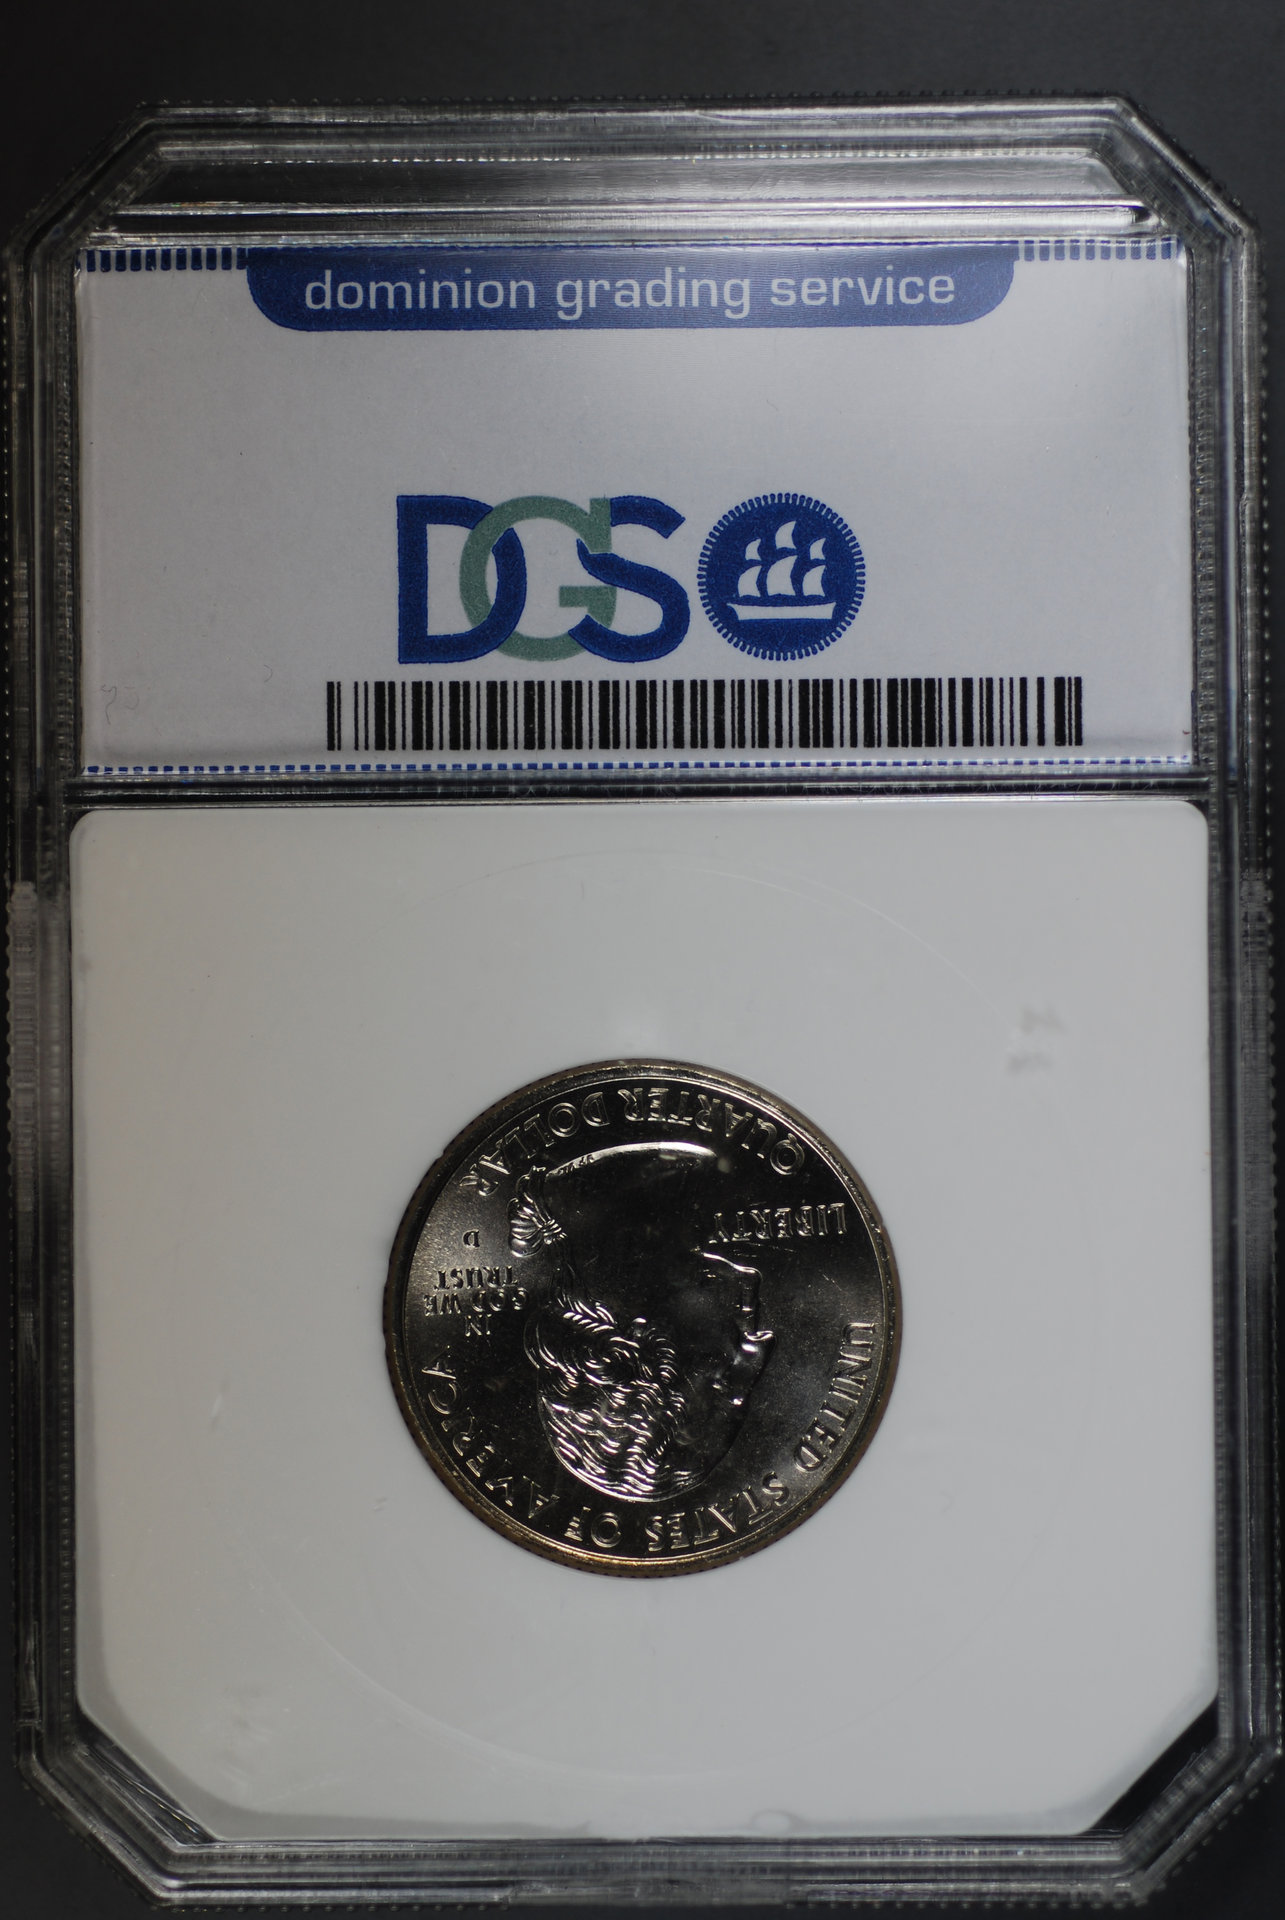 dominion grading service
DGS
UNITED STATES OF AMERICA
LIBERTY
IN
GOD WE
TRUST
D
QUARTER DOLLAR